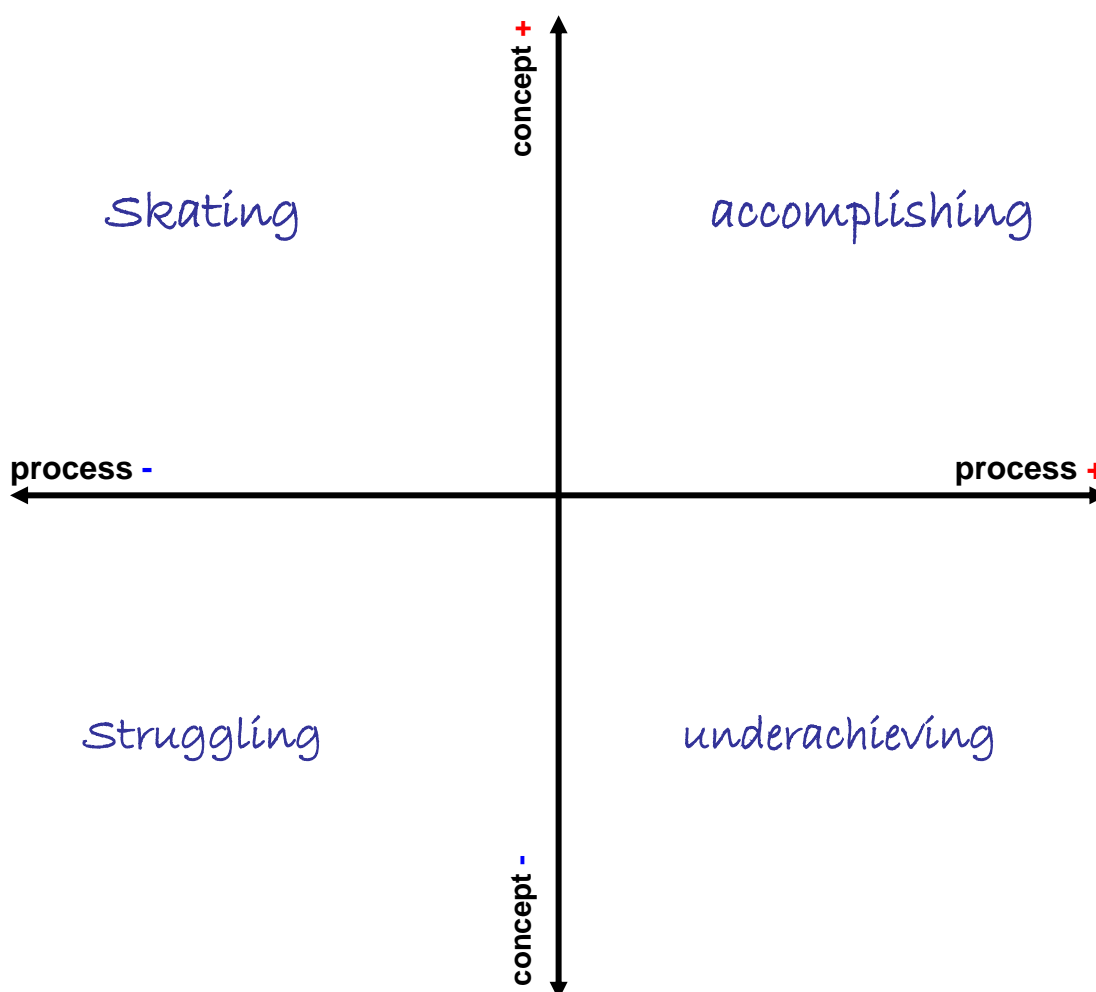 concept +
Skating
accomplishing
process -
process +
Struggling
underachieving
concept -